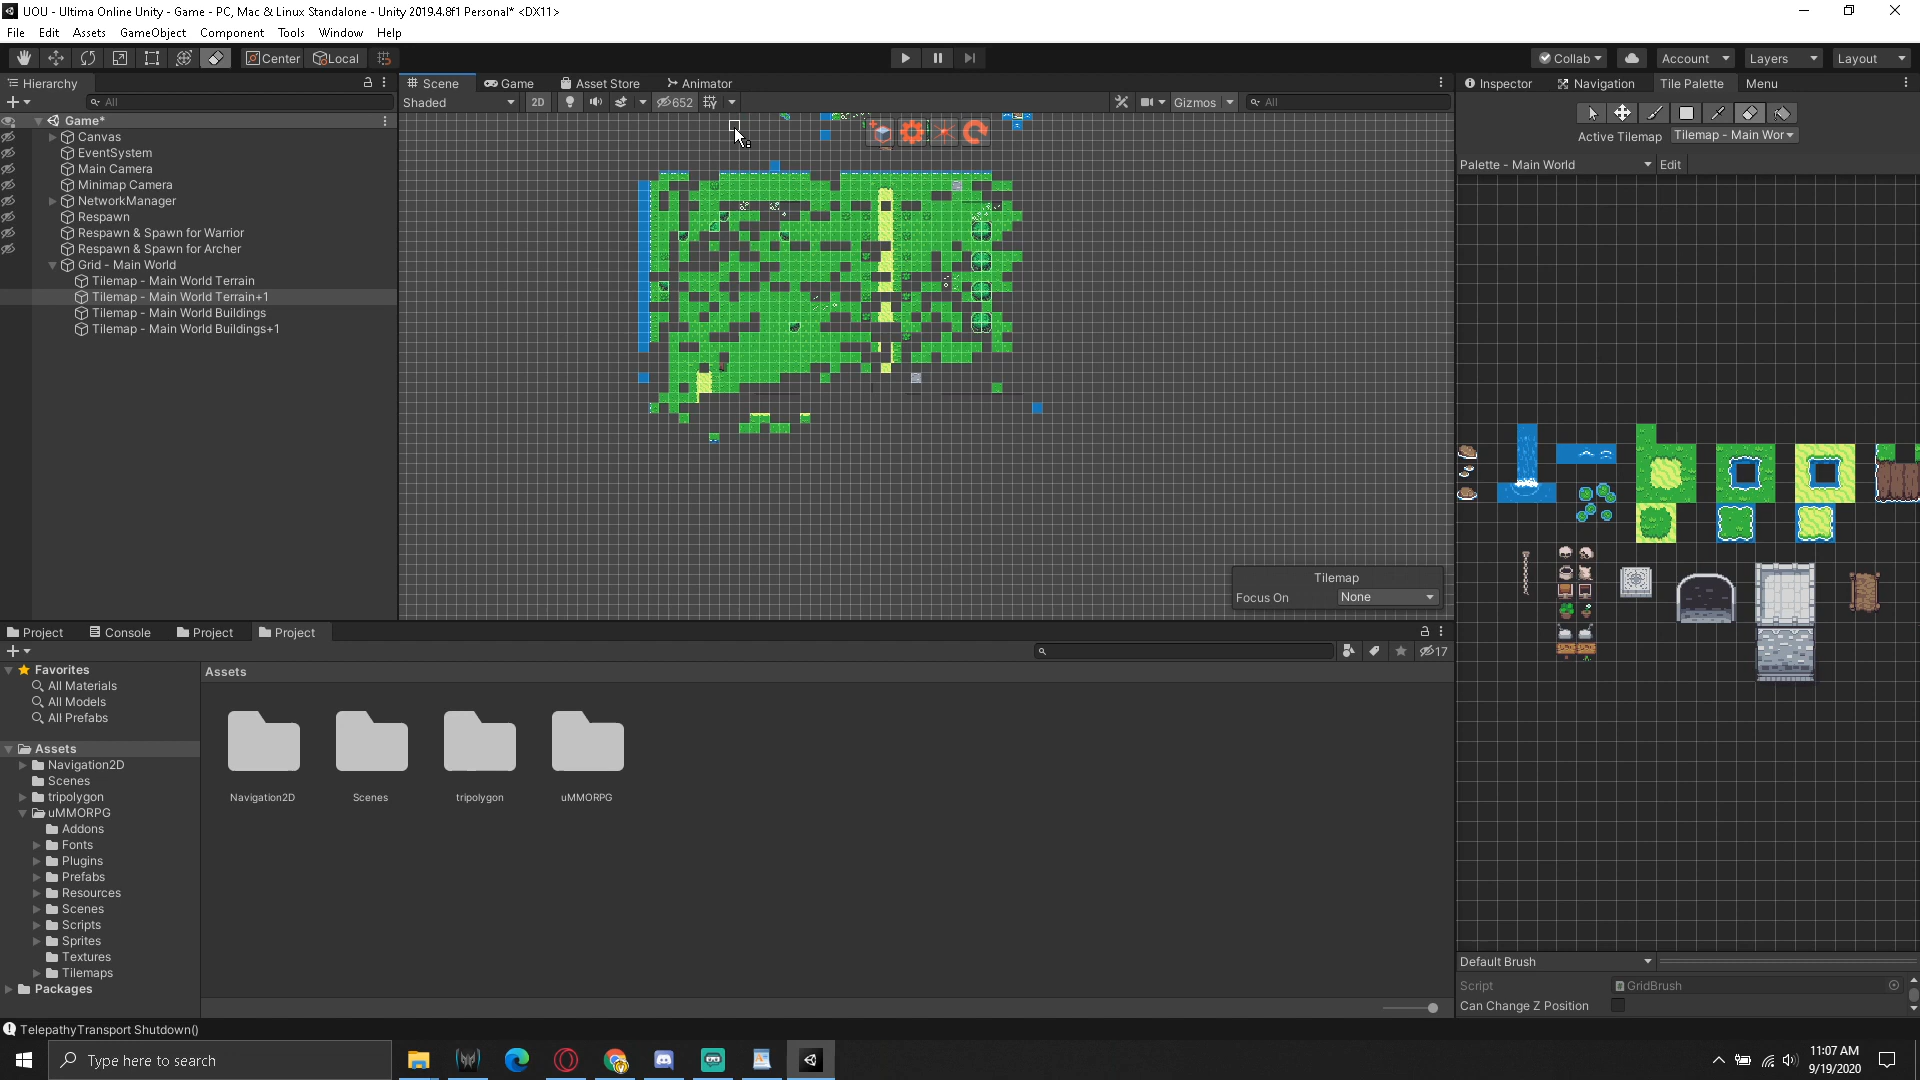 UOU - Ultima Online Unity - Game - PC, Mac & Linux Standalone - Unity 2019.4.8f1 Personal* <DX11>
File Edit Assets GameObject Component Tools Window Help
Center Local Collab Account Layers Layout
Hierarchy
All
Game*
Canvas
EventSystem
Main Camera
Minimap Camera
NetworkManager
Respawn
Respawn & Spawn for Warrior
Respawn & Spawn for Archer
Grid - Main World
Tilemap - Main World Terrain
Tilemap - Main World Terrain+1
Tilemap - Main World Buildings
Tilemap - Main World Buildings+1
Scene Game Asset Store Animator
Shaded 2D 652 Gizmos All
Tilemap
Focus On None
Inspector Navigation Tile Palette Menu
Active Tilemap Tilemap - Main Wor
Palette - Main World Edit
Default Brush
Script GridBrush
Can Change Z Position
Project Console Project Project
17
Favorites
All Materials
All Models
All Prefabs
Assets
Navigation2D
Scenes
tripolygon
uMMORPG
Addons
Fonts
Plugins
Prefabs
Resources
Scenes
Scripts
Sprites
Textures
Tilemaps
Packages
Assets
Navigation2D Scenes tripolygon uMMORPG
TelepathyTransport Shutdown()
Type here to search
11:07 AM
9/19/2020